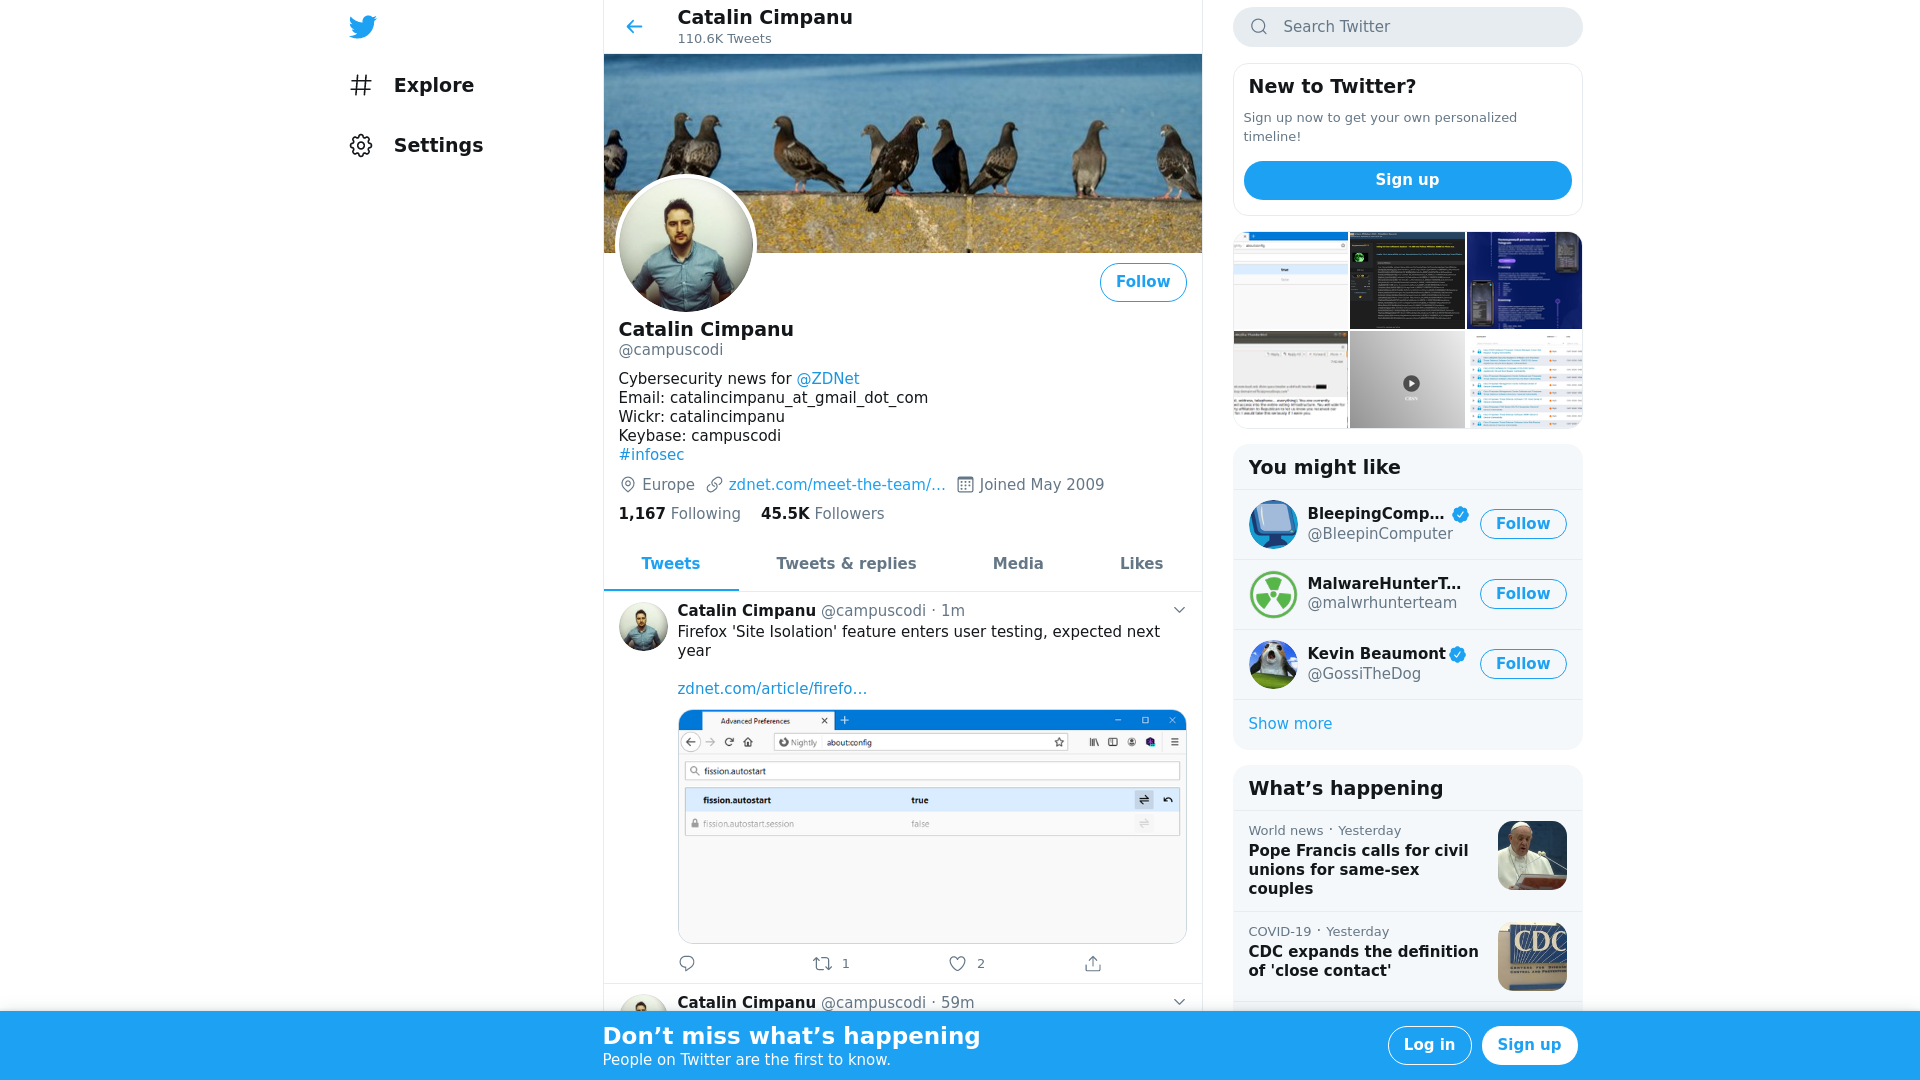 Explore
Settings
Catalin Cimpanu
110.6K Tweets
Follow
Catalin Cimpanu
@campuscodi
Cybersecurity news for @ZDNet
Email: catalincimpanu_at_gmail_dot_com
Wickr: catalincimpanu
Keybase: campuscodi
#infosec
Europe zdnet.com/meet-the-team/… Joined May 2009
1,167 Following 45.5K Followers
Tweets Tweets & replies Media Likes
Catalin Cimpanu @campuscodi · 1m
Firefox 'Site Isolation' feature enters user testing, expected next
year
zdnet.com/article/firefo…
Advanced Preferences
Nightly about:config
fission.autostart
fission.autostart true
fission.autostart.session false
1 2
Catalin Cimpanu @campuscodi · 59m
Search Twitter
New to Twitter?
Sign up now to get your own personalized
timeline!
Sign up
You might like
BleepingComp…
@BleepinComputer
Follow
MalwareHunterT…
@malwrhunterteam
Follow
Kevin Beaumont
@GossiTheDog
Follow
Show more
What’s happening
World news · Yesterday
Pope Francis calls for civil
unions for same-sex
couples
COVID-19 · Yesterday
CDC expands the definition
of 'close contact'
CDC
Don’t miss what’s happening
People on Twitter are the first to know.
Log in
Sign up